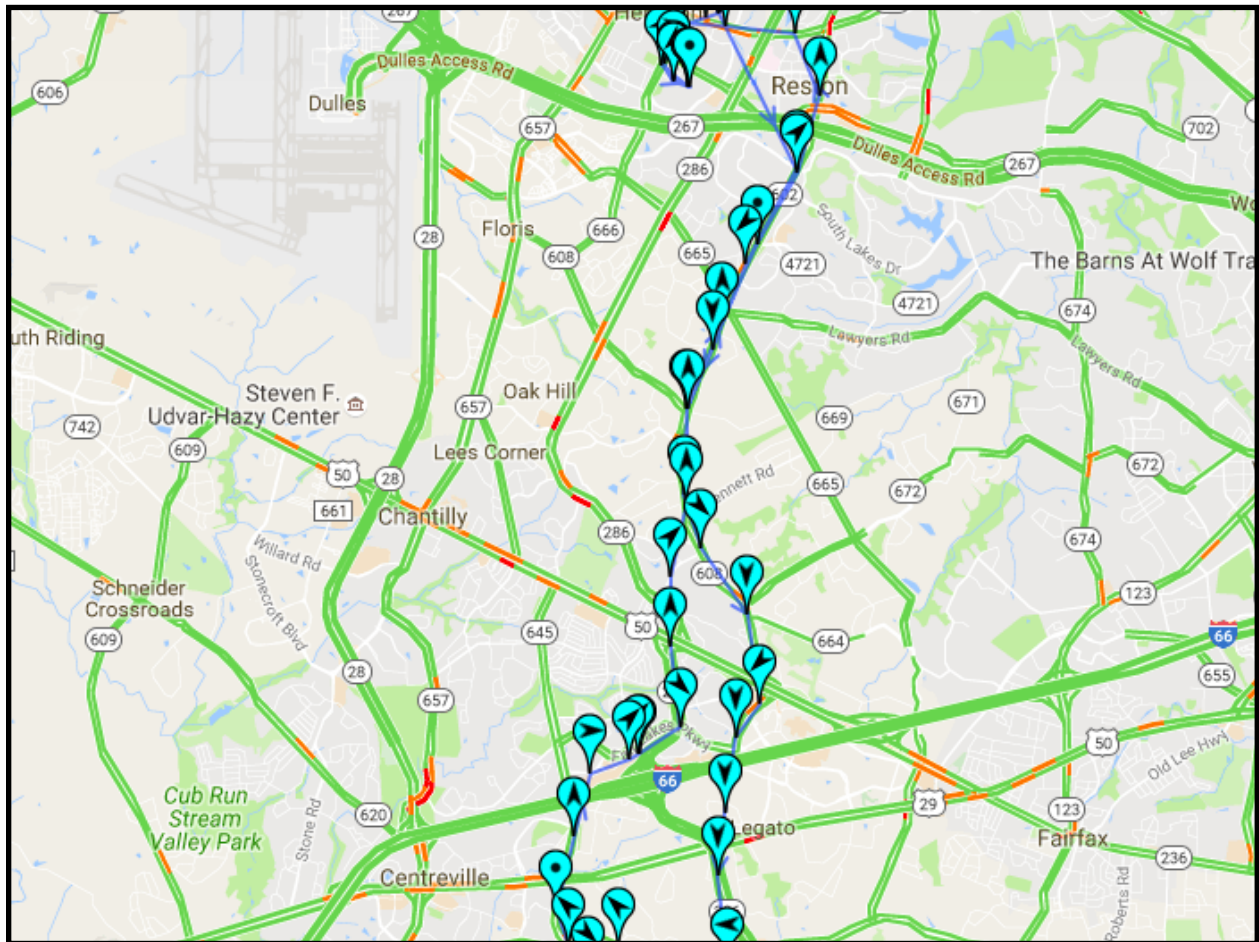 267
606
Dulles Access Rd
Reston
Dulles
657
267
702
Dulles Access Rd
267
286
Floris
666
28
608
665
4721
South Lakes Dr
The Barns At Wolf Tra
4721
674
uth Riding
Lawyers Rd
Lawyers Rd
Steven F.
Udvar-Hazy Center
Oak Hill
657
671
742
669
609
Lees Corner
50
28
672
665
672
661
Chantilly
286
Willard Rd
674
Stonecroft Blvd
608
Schneider
Crossroads
123
609
645
50
664
66
28
655
657
50
Old Lee Hwy
66
Cub Run
Stream
Valley Park
Stone Rd
620
29
123
Legato
Fairfax
236
Centreville
Roberts Rd